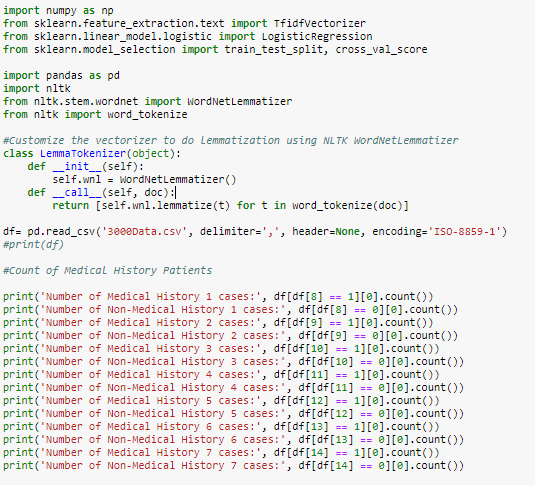 import numpy as np
from sklearn.feature_extraction.text import TfidfVectorizer
from sklearn.linear_model.logistic import LogisticRegression
from sklearn.model_selection import train_test_split, cross_val_score

import pandas as pd
import nltk
from nltk.stem.wordnet import WordNetLemmatizer
from nltk import word_tokenize

#Customize the vectorizer to do Lemmatization using NLTK WordNetLemmatizer
class LemmaTokenizer(object):
    def __init__(self):
        self.wnl = WordNetLemmatizer()
    def __call__(self, doc):
        return [self.wnl.lemmatize(t) for t in word_tokenize(doc)]

df= pd.read_csv('3000Data.csv', delimiter=',', header=None, encoding='ISO-8859-1')
#print(df)

#Count of Medical History Patients

print('Number of Medical History 1 cases:', df[df[8] == 1][0].count())
print('Number of Non-Medical History 1 cases:', df[df[8] == 0][0].count())
print('Number of Medical History 2 cases:', df[df[9] == 1][0].count())
print('Number of Non-Medical History 2 cases:', df[df[9] == 0][0].count())
print('Number of Medical History 3 cases:', df[df[10] == 1][0].count())
print('Number of Non-Medical History 3 cases:', df[df[10] == 0][0].count())
print('Number of Medical History 4 cases:', df[df[11] == 1][0].count())
print('Number of Non-Medical History 4 cases:', df[df[11] == 0][0].count())
print('Number of Medical History 5 cases:', df[df[12] == 1][0].count())
print('Number of Non-Medical History 5 cases:', df[df[12] == 0][0].count())
print('Number of Medical History 6 cases:', df[df[13] == 1][0].count())
print('Number of Non-Medical History 6 cases:', df[df[13] == 0][0].count())
print('Number of Medical History 7 cases:', df[df[14] == 1][0].count())
print('Number of Non-Medical History 7 cases:', df[df[14] == 0][0].count())